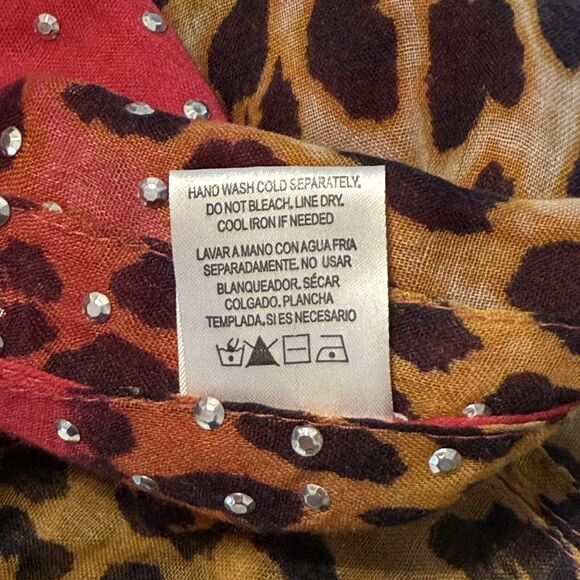 HAND WASH COLD SEPARATELY.
DO NOT BLEACH. LINE DRY.
COOL IRON IF NEEDED
LAVAR A MANO CON AGUA FRIA
SEPARADAMENTE. NO USAR
BLANQUEADOR. SÉCAR
COLGADO. PLANCHA
TEMPLADA. SI ES NECESARIO